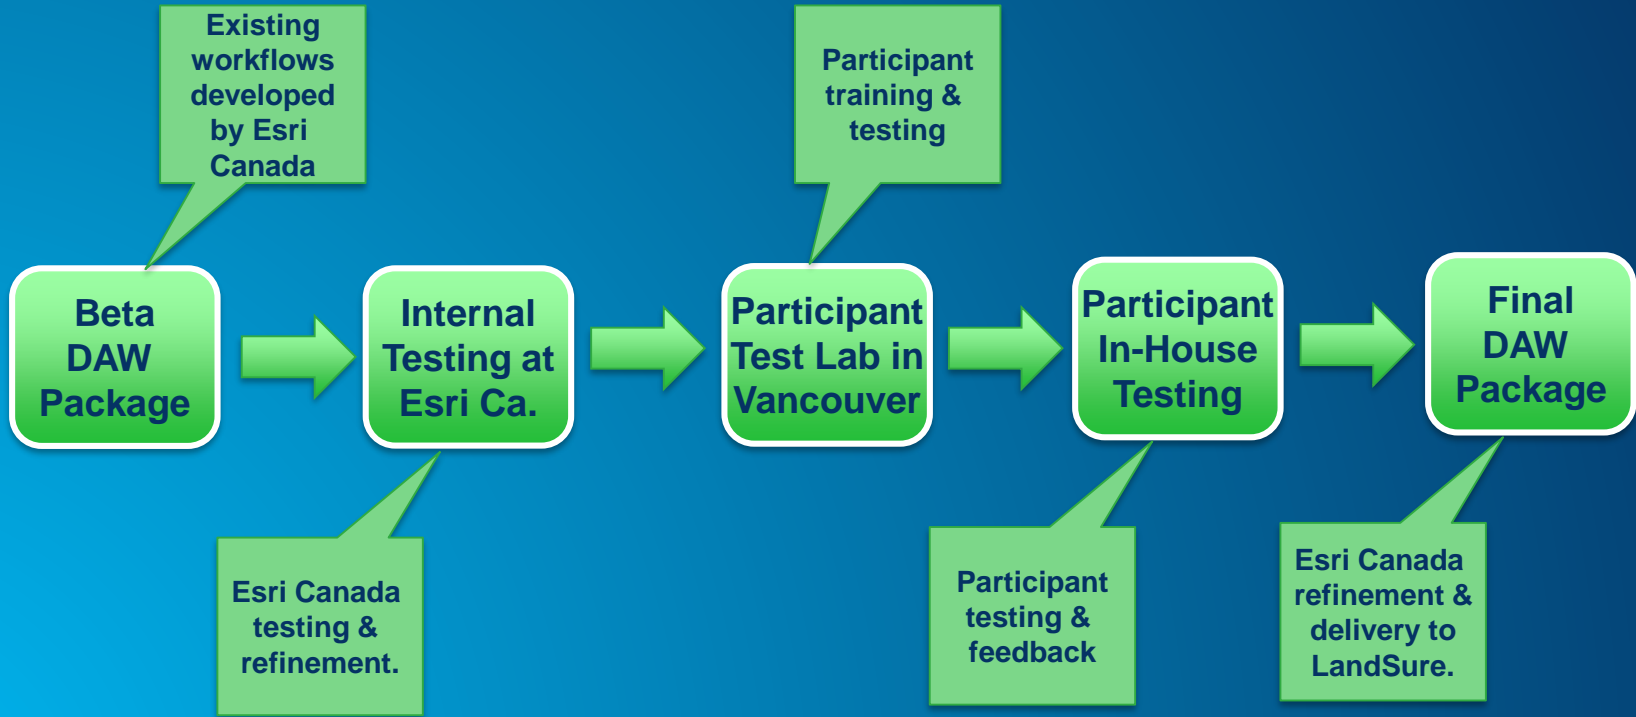 Existing
workflows
developed
by Esri
Canada
Participant
training &
testing
Beta
DAW
Package
Internal
Testing at
Esri Ca.
Participant
Test Lab in
Vancouver
Participant
In-House
Testing
Final
DAW
Package
Esri Canada
testing &
refinement.
Participant
testing &
feedback
Esri Canada
refinement &
delivery to
LandSure.